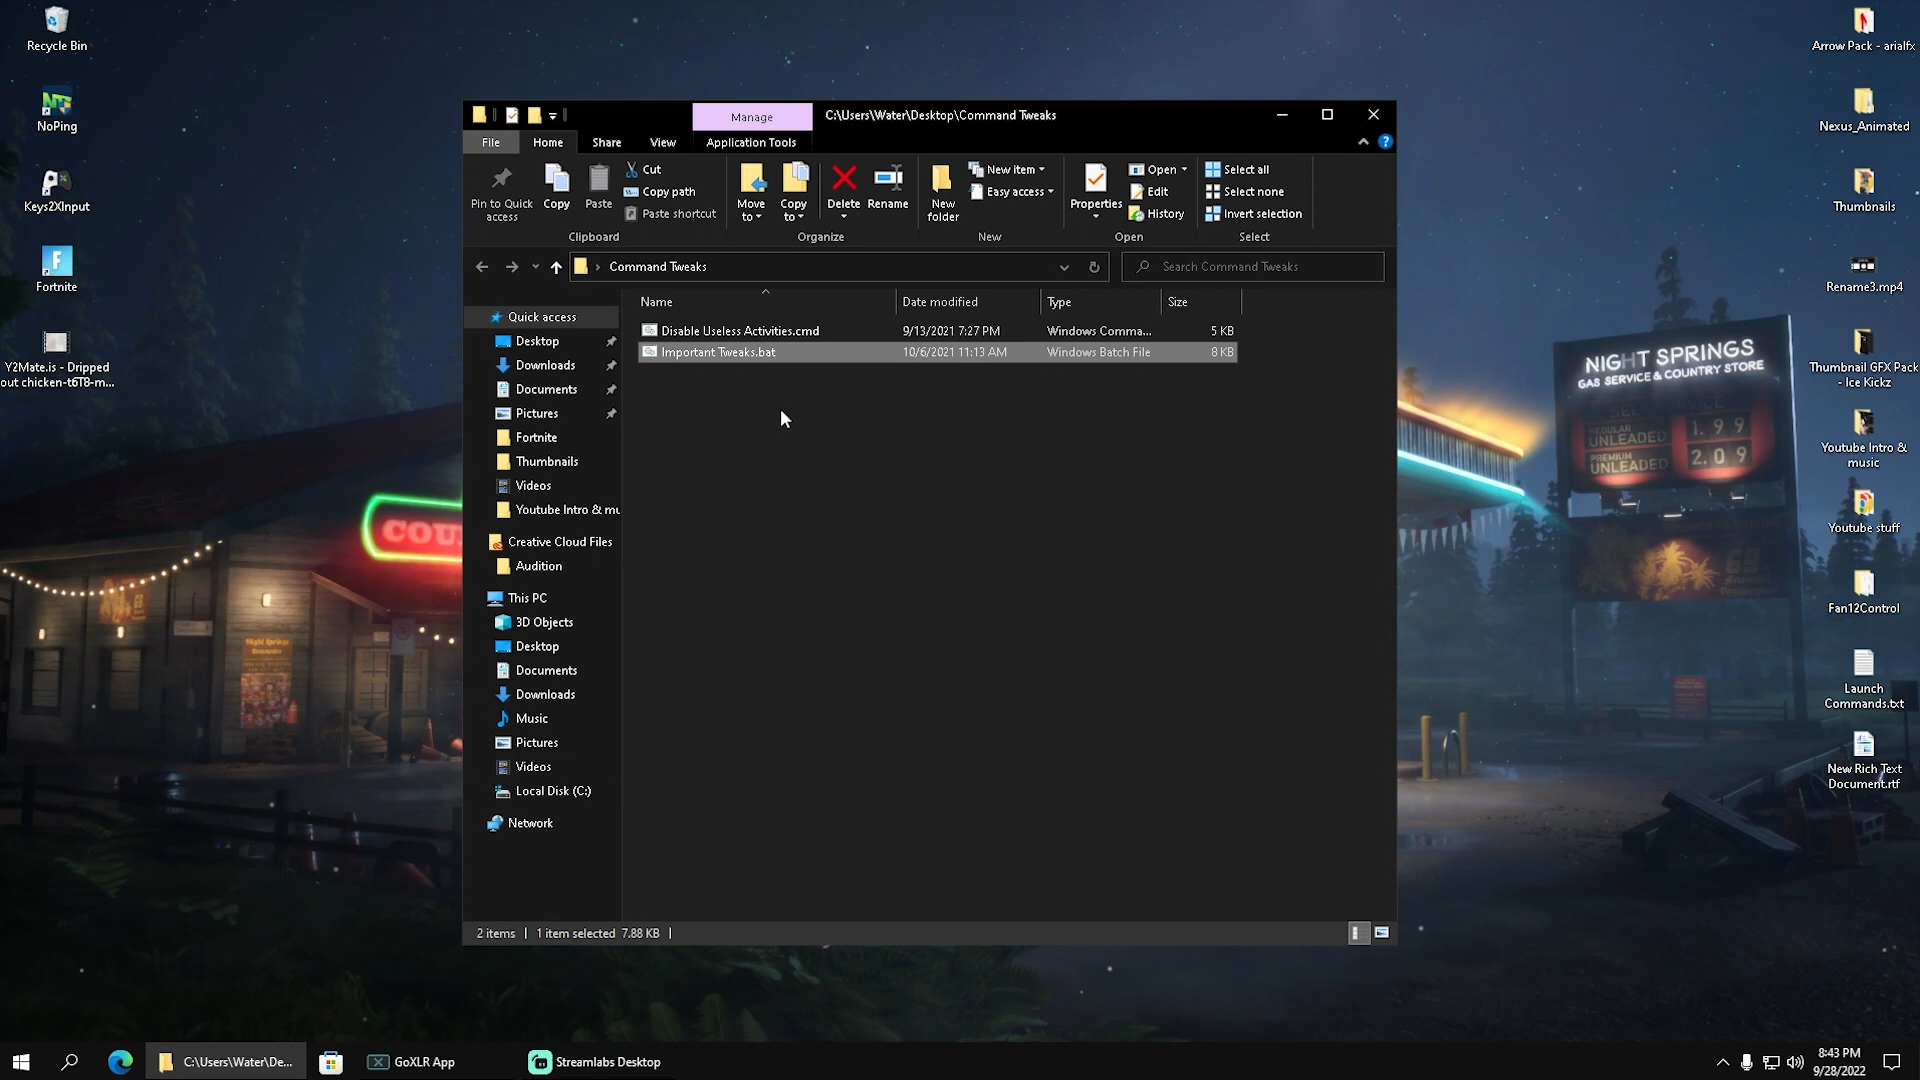 Recycle Bin
NoPing
Keys2XInput
Fortnite
Y2Mate.is - Dripped
out chicken-t6T8-m...
Manage
C:\Users\Water\Desktop\Command Tweaks
File
Home
Share
View
Application Tools
Pin to Quick
access
Copy
Paste
Cut
Copy path
Paste shortcut
Clipboard
Move
to
Copy
to
Delete
Rename
Organize
New
folder
New item
Easy access
New
Properties
Open
Edit
History
Open
Select all
Select none
Invert selection
Select
Command Tweaks
Search Command Tweaks
Name
Date modified
Type
Size
Disable Useless Activities.cmd
9/13/2021 7:27 PM
Windows Comma...
5 KB
Important Tweaks.bat
10/6/2021 11:13 AM
Windows Batch File
8 KB
Quick access
Desktop
Downloads
Documents
Pictures
Fortnite
Thumbnails
Videos
Youtube Intro & mu
Creative Cloud Files
Audition
This PC
3D Objects
Desktop
Documents
Downloads
Music
Pictures
Videos
Local Disk (C:)
Network
2 items
1 item selected 7.88 KB
COU
NIGHT SPRINGS
GAS SERVICE & COUNTRY STORE
REGULAR
UNLEADED
1.99
PREMIUM
UNLEADED
2.09
Arrow Pack - arialfx
Nexus_Animated
Thumbnails
Rename3.mp4
Thumbnail GFX Pack
- Ice Kickz
Youtube Intro &
music
Youtube stuff
Fan12Control
Launch
Commands.txt
New Rich Text
Document.rtf
C:\Users\Water\De...
GoXLR App
Streamlabs Desktop
8:43 PM
9/28/2022